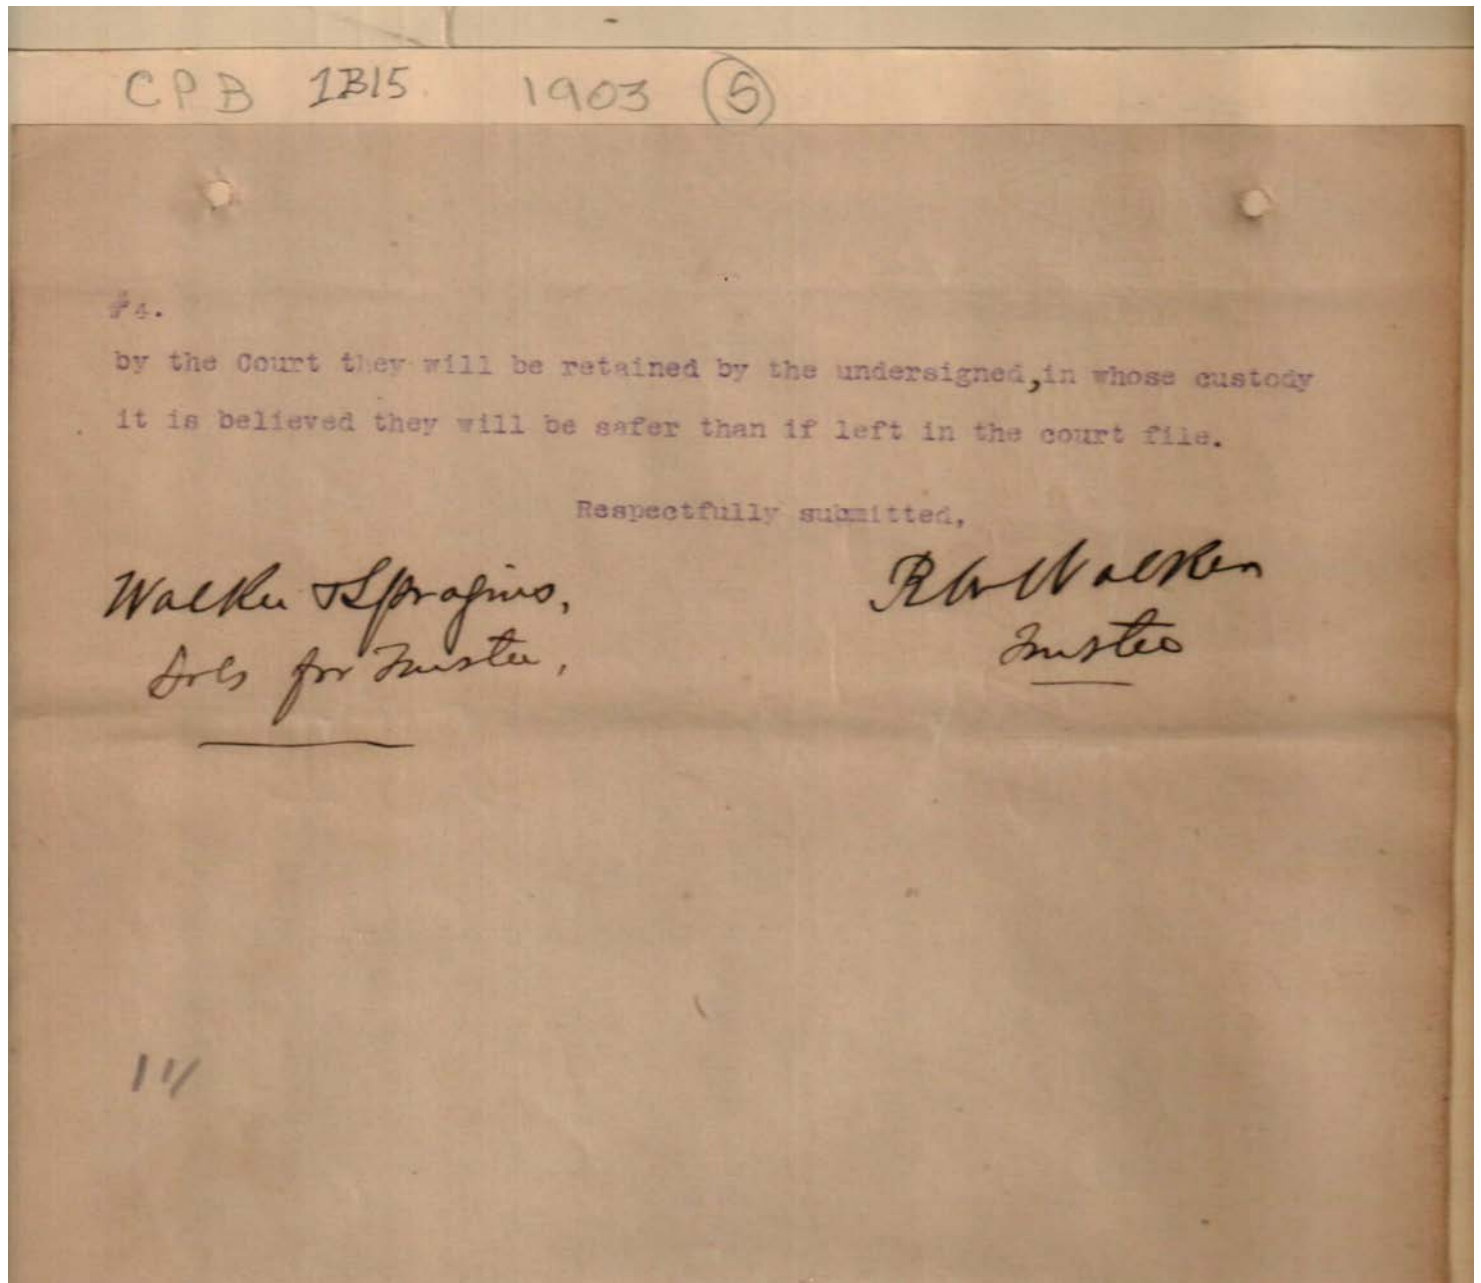 CPB 1B15 1903 5
#4.
by the Court they will be retained by the undersigned, in whose custody
it is believed they will be safer than if left in the court file.
Respectfully submitted,
Walker & Spragins,
Sols for Trustee,
R W Walker
Trustee